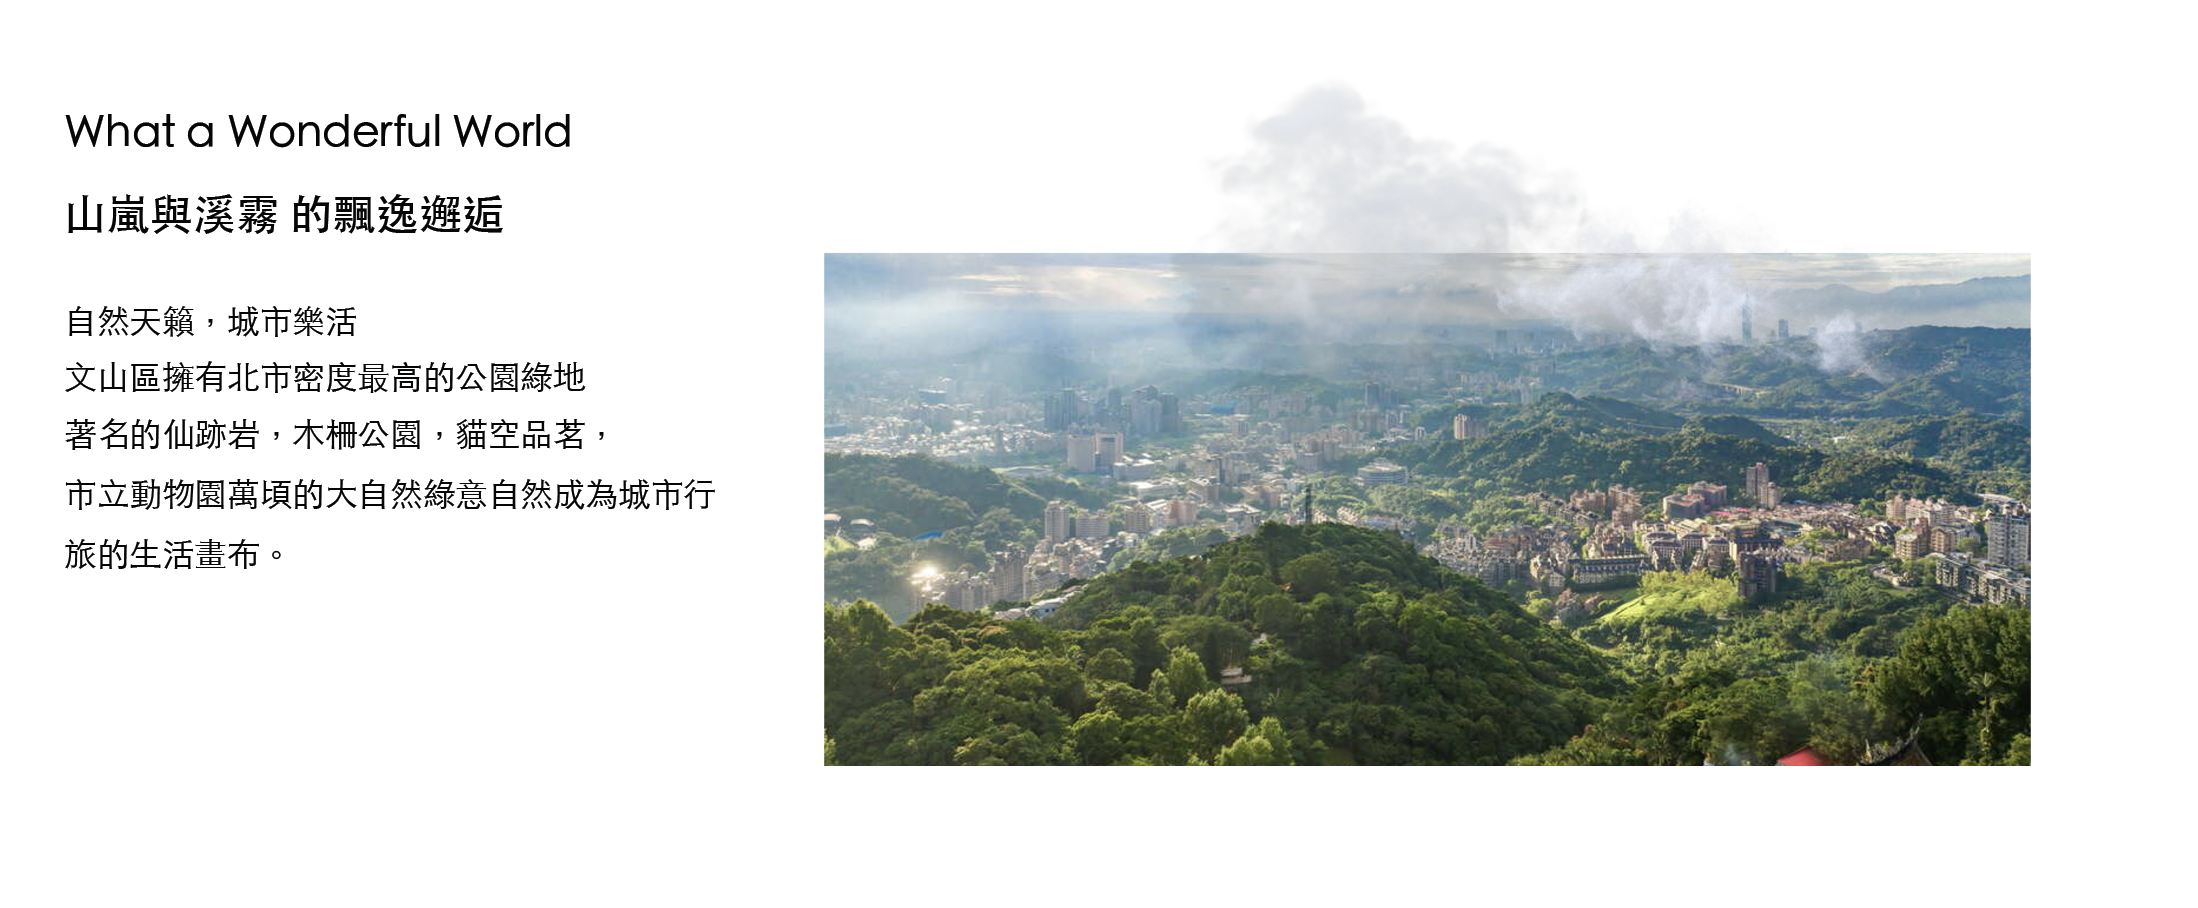 What a Wonderful World
山嵐與溪霧 的飄逸邂逅
自然天籟，城市樂活
文山區擁有北市密度最高的公園綠地
著名的仙跡岩，木柵公園，貓空品茗，
市立動物園萬頃的大自然綠意自然成為城市行
旅的生活畫布。